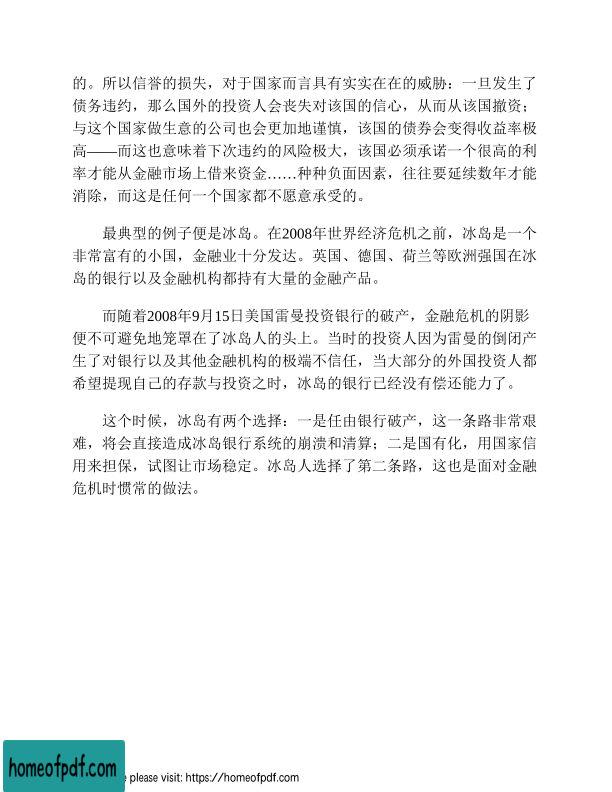 的。所以信誉的损失，对于国家而言具有实实在在的威胁：一旦发生了
债务违约，那么国外的投资人会丧失对该国的信心，从而从该国撤资；
与这个国家做生意的公司也会更加地谨慎，该国的债券会变得收益率极
高——而这也意味着下次违约的风险极大，该国必须承诺一个很高的利
率才能从金融市场上借来资金……种种负面因素，往往要延续数年才能
消除，而这是任何一个国家都不愿意承受的。
最典型的例子便是冰岛。在2008年世界经济危机之前，冰岛是一个
非常富有的小国，金融业十分发达。英国、德国、荷兰等欧洲强国在冰
岛的银行以及金融机构都持有大量的金融产品。
而随着2008年9月15日美国雷曼投资银行的破产，金融危机的阴影
便不可避免地笼罩在了冰岛人的头上。当时的投资人因为雷曼的倒闭产
生了对银行以及其他金融机构的极端不信任，当大部分的外国投资人都
希望提现自己的存款与投资之时，冰岛的银行已经没有偿还能力了。
这个时候，冰岛有两个选择：一是任由银行破产，这一条路非常艰
难，将会直接造成冰岛银行系统的崩溃和清算；二是国有化，用国家信
用来担保，试图让市场稳定。冰岛人选择了第二条路，这也是面对金融
危机时惯常的做法。
homeofpdf.com
e please visit: https://homeofpdf.com